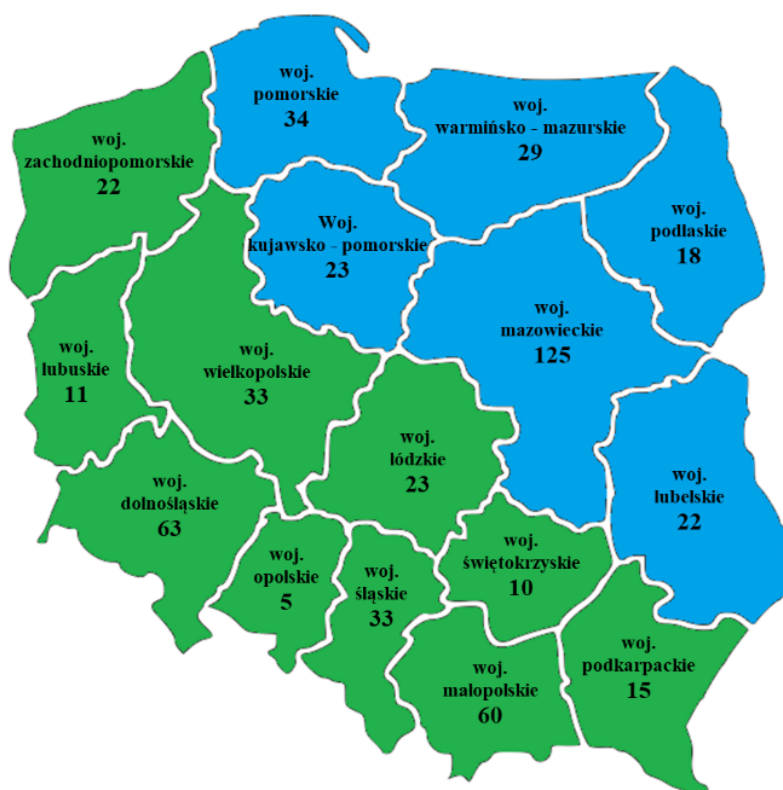 woj.
pomorskie
34
woj.
warmińsko - mazurskie
29
woj.
zachodniopomorskie
22
Woj.
kujawsko - pomorskie
23
woj.
podlaskie
18
woj.
mazowieckie
125
woj.
lubuskie
11
woj.
wielkopolskie
33
woj.
łódzkie
23
woj.
lubelskie
22
woj.
dolnośląskie
63
woj.
opolskie
5
woj.
śląskie
33
woj.
świętokrzyskie
10
woj.
małopolskie
60
woj.
podkarpackie
15